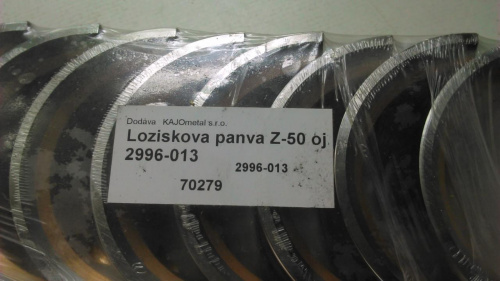 Dodáva KAJOmetal s.r.o.
Loziskova panva Z-50 oj.
2996-013
2996-013
70279